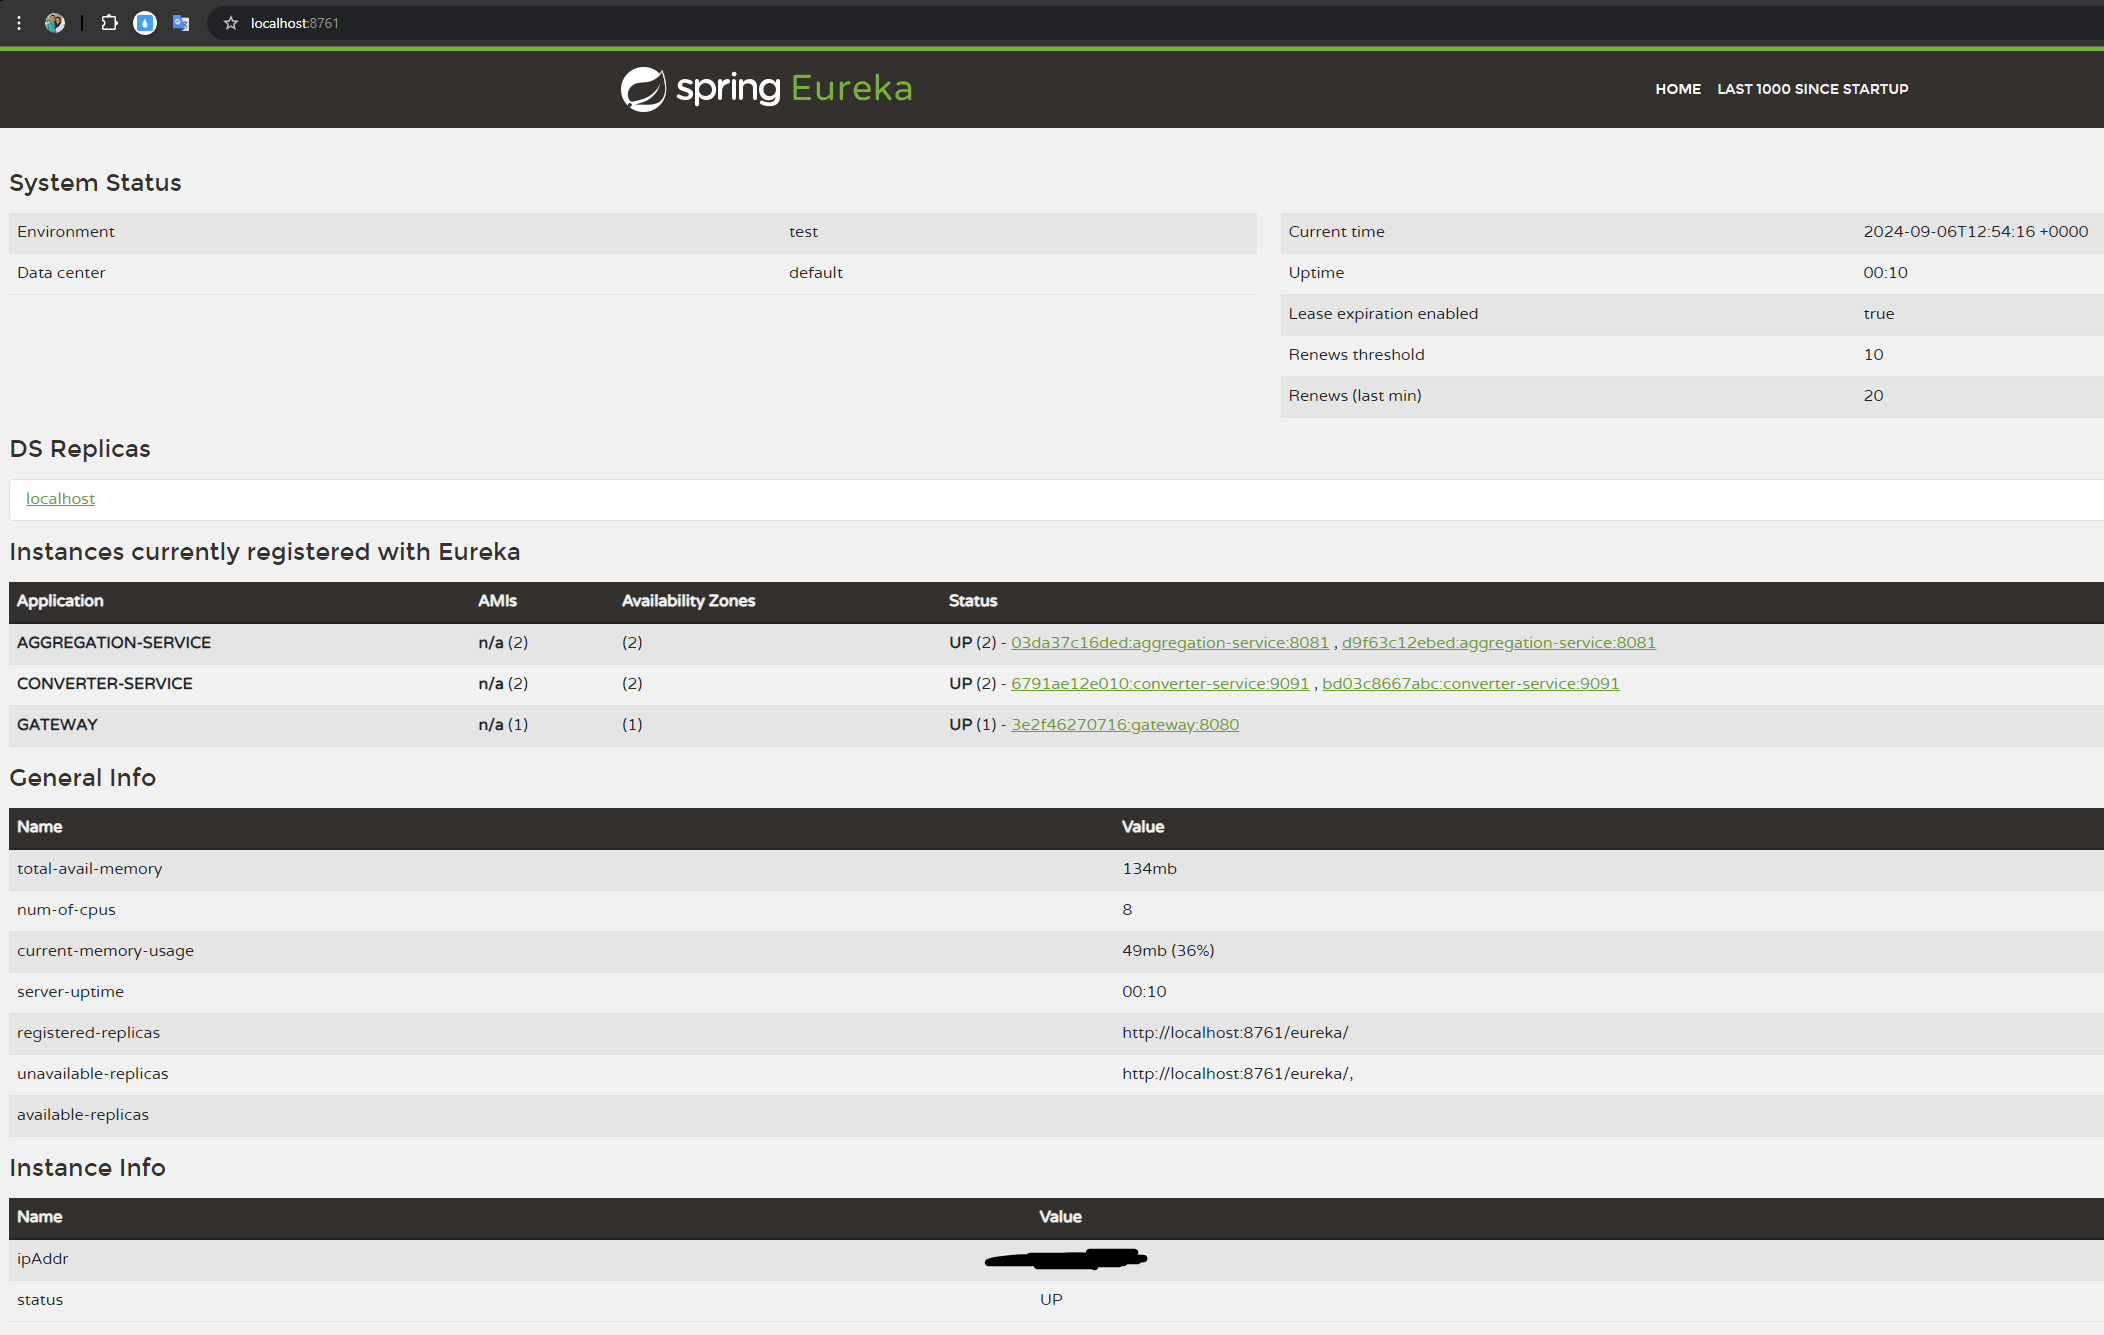 localhost:8761
spring Eureka
HOME LAST 1000 SINCE STARTUP
System Status
Environment test
Data center default
Current time 2024-09-06T12:54:16 +0000
Uptime 00:10
Lease expiration enabled true
Renews threshold 10
Renews (last min) 20
DS Replicas
localhost
Instances currently registered with Eureka
Application AMIs Availability Zones Status
AGGREGATION-SERVICE n/a (2) (2) UP (2) - 03da37c16ded:aggregation-service:8081 , d9f63c12ebed:aggregation-service:8081
CONVERTER-SERVICE n/a (2) (2) UP (2) - 6791ae12e010:converter-service:9091 , bd03c8667abc:converter-service:9091
GATEWAY n/a (1) (1) UP (1) - 3e2f46270716:gateway:8080
General Info
Name Value
total-avail-memory 134mb
num-of-cpus 8
current-memory-usage 49mb (36%)
server-uptime 00:10
registered-replicas http://localhost:8761/eureka/
unavailable-replicas http://localhost:8761/eureka/,
available-replicas
Instance Info
Name Value
ipAddr
status UP